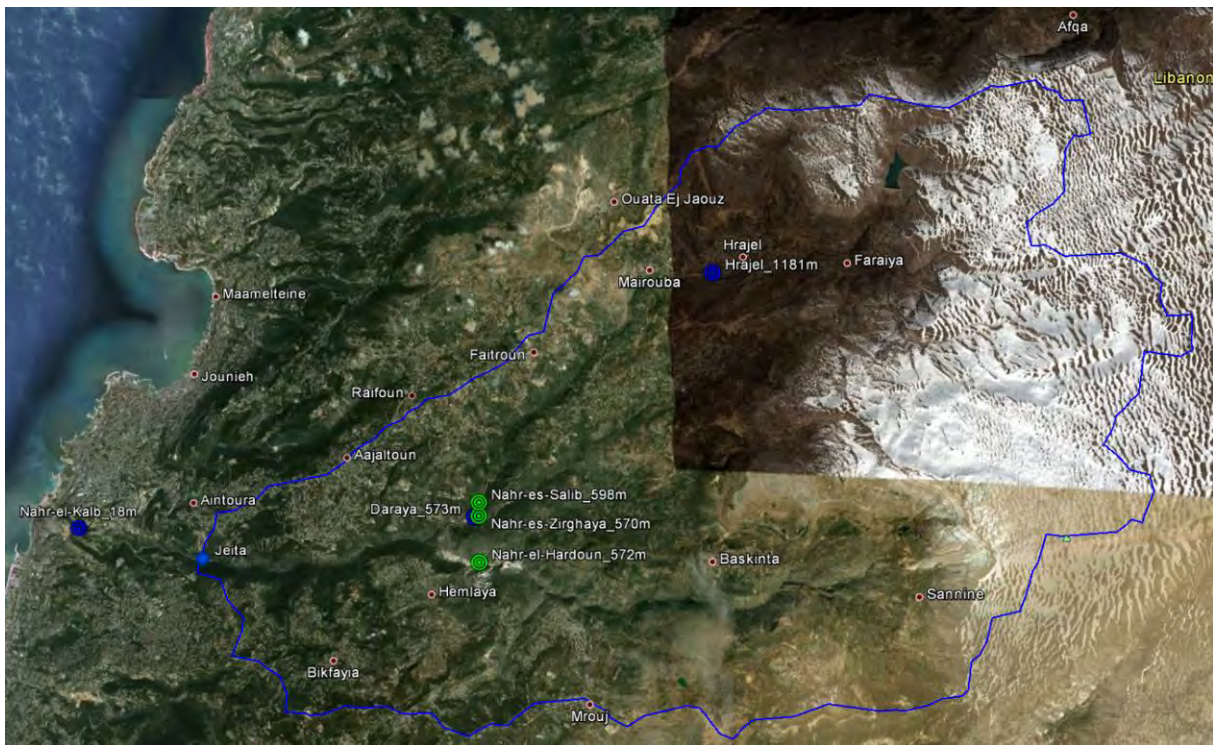 Afqa
Libanon
Ouata Ej Jaouz
Hrajel
Hrajel_1181m
Faraiya
Mairouba
Maamelteine
Faitroun
Jounieh
Raifoun
Aajaltoun
Aintoura
Nahr-es-Salib_598m
Daraya_573m
Nahr-el-Kalb_18m
Nahr-es-Zirghaya_570m
Jeita
Nahr-el-Hardoun_572m
Baskinta
Hemlaya
Sannine
Bikfayia
Mrouj